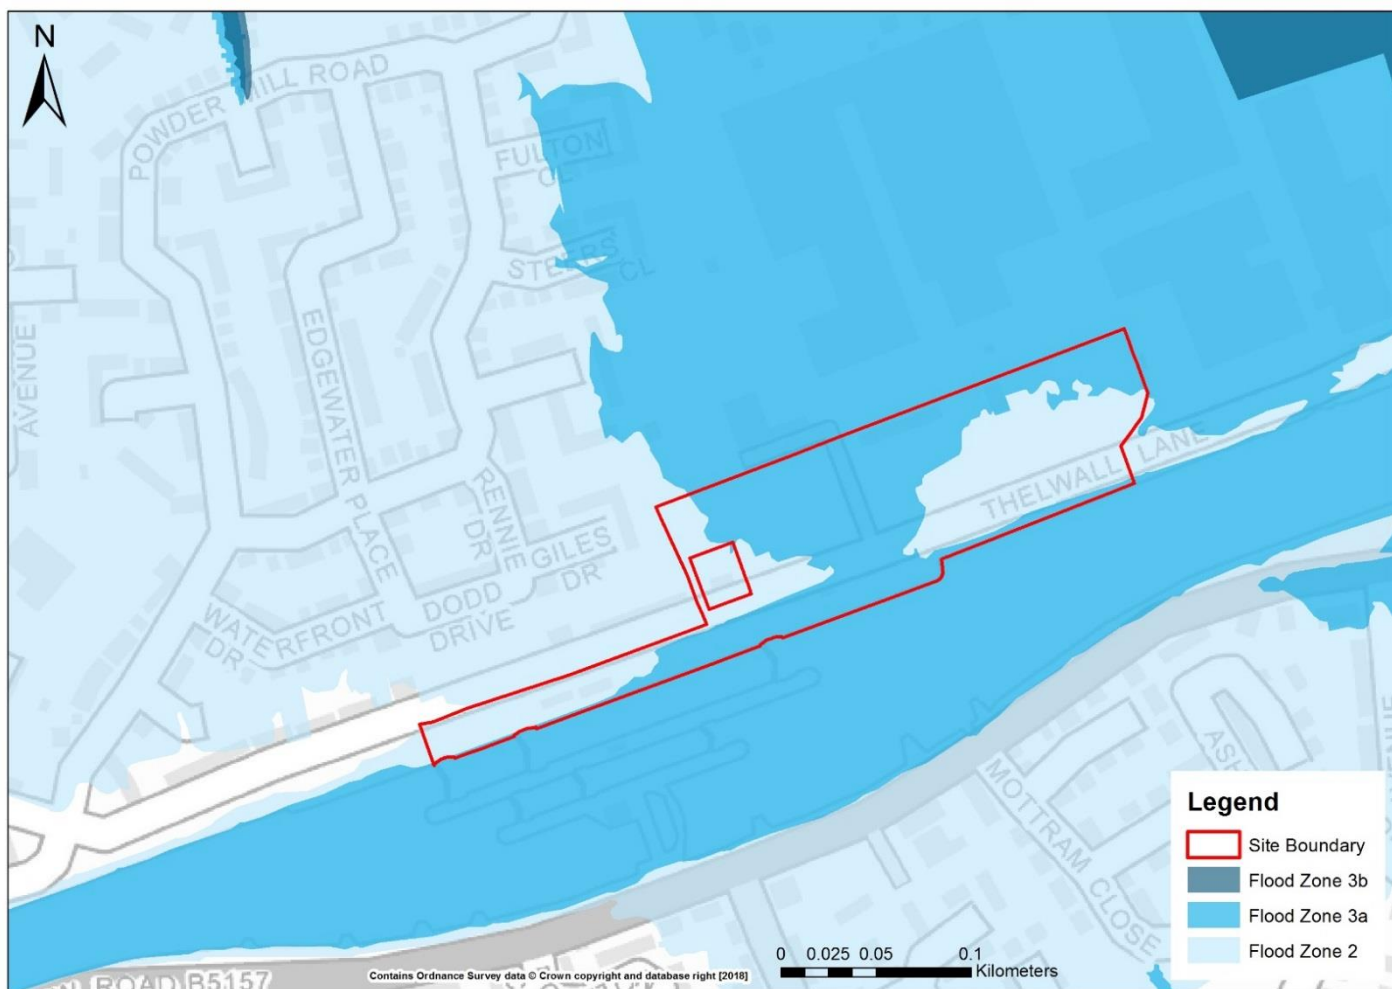 N
POWDER MILL ROAD
FULTON
CL
STEERS
CL
AVENUE
EDGEWATER PLACE
RENNIE
DR
GILES
DR
DODD
DRIVE
WATERFRONT
DR
THELWALL LANE
MOTTRAM CLOSE
ASH
ROAD B5157
Legend
Site Boundary
Flood Zone 3b
Flood Zone 3a
Flood Zone 2
0 0.025 0.05 0.1
Kilometers
Contains Ordnance Survey data © Crown copyright and database right [2018]